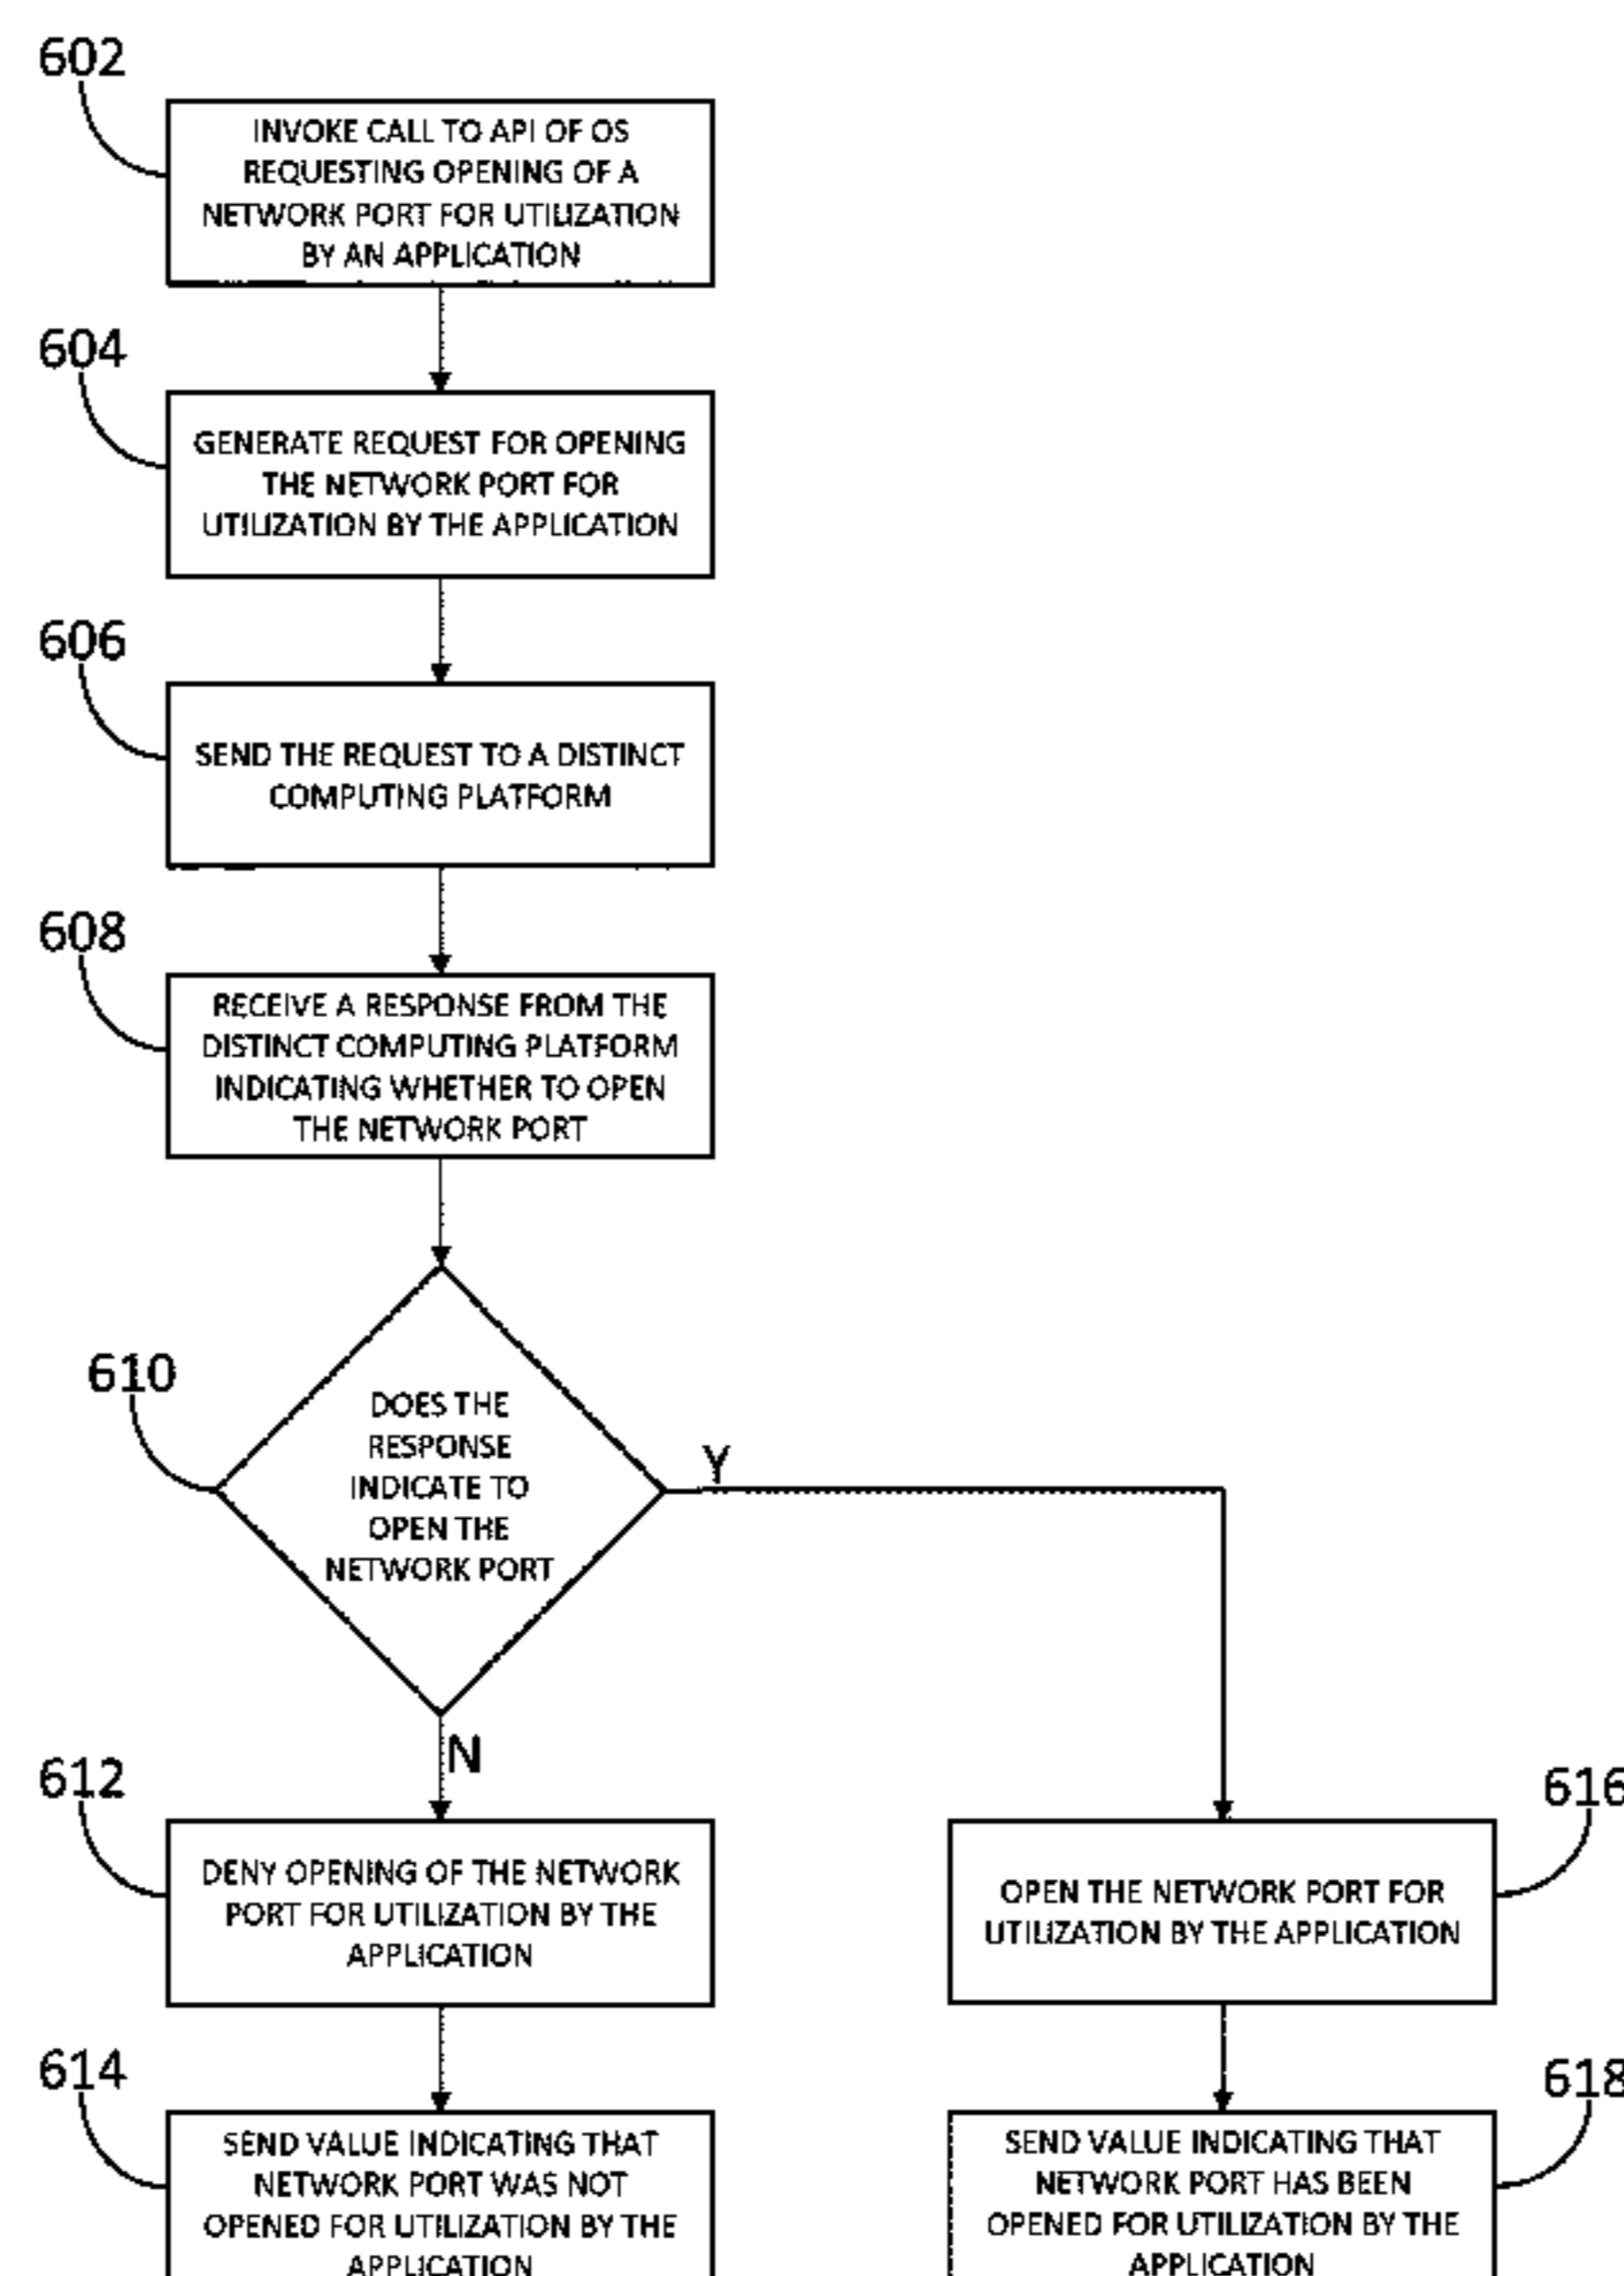 602
INVOKE CALL TO API OF OS
REQUESTING OPENING OF A
NETWORK PORT FOR UTILIZATION
BY AN APPLICATION
604
GENERATE REQUEST FOR OPENING
THE NETWORK PORT FOR
UTILIZATION BY THE APPLICATION
606
SEND THE REQUEST TO A DISTINCT
COMPUTING PLATFORM
608
RECEIVE A RESPONSE FROM THE
DISTINCT COMPUTING PLATFORM
INDICATING WHETHER TO OPEN
THE NETWORK PORT
610
DOES THE
RESPONSE
INDICATE TO
OPEN THE
NETWORK PORT
Y
N
612
DENY OPENING OF THE NETWORK
PORT FOR UTILIZATION BY THE
APPLICATION
616
OPEN THE NETWORK PORT FOR
UTILIZATION BY THE APPLICATION
614
SEND VALUE INDICATING THAT
NETWORK PORT WAS NOT
OPENED FOR UTILIZATION BY THE
APPLICATION
618
SEND VALUE INDICATING THAT
NETWORK PORT HAS BEEN
OPENED FOR UTILIZATION BY THE
APPLICATION